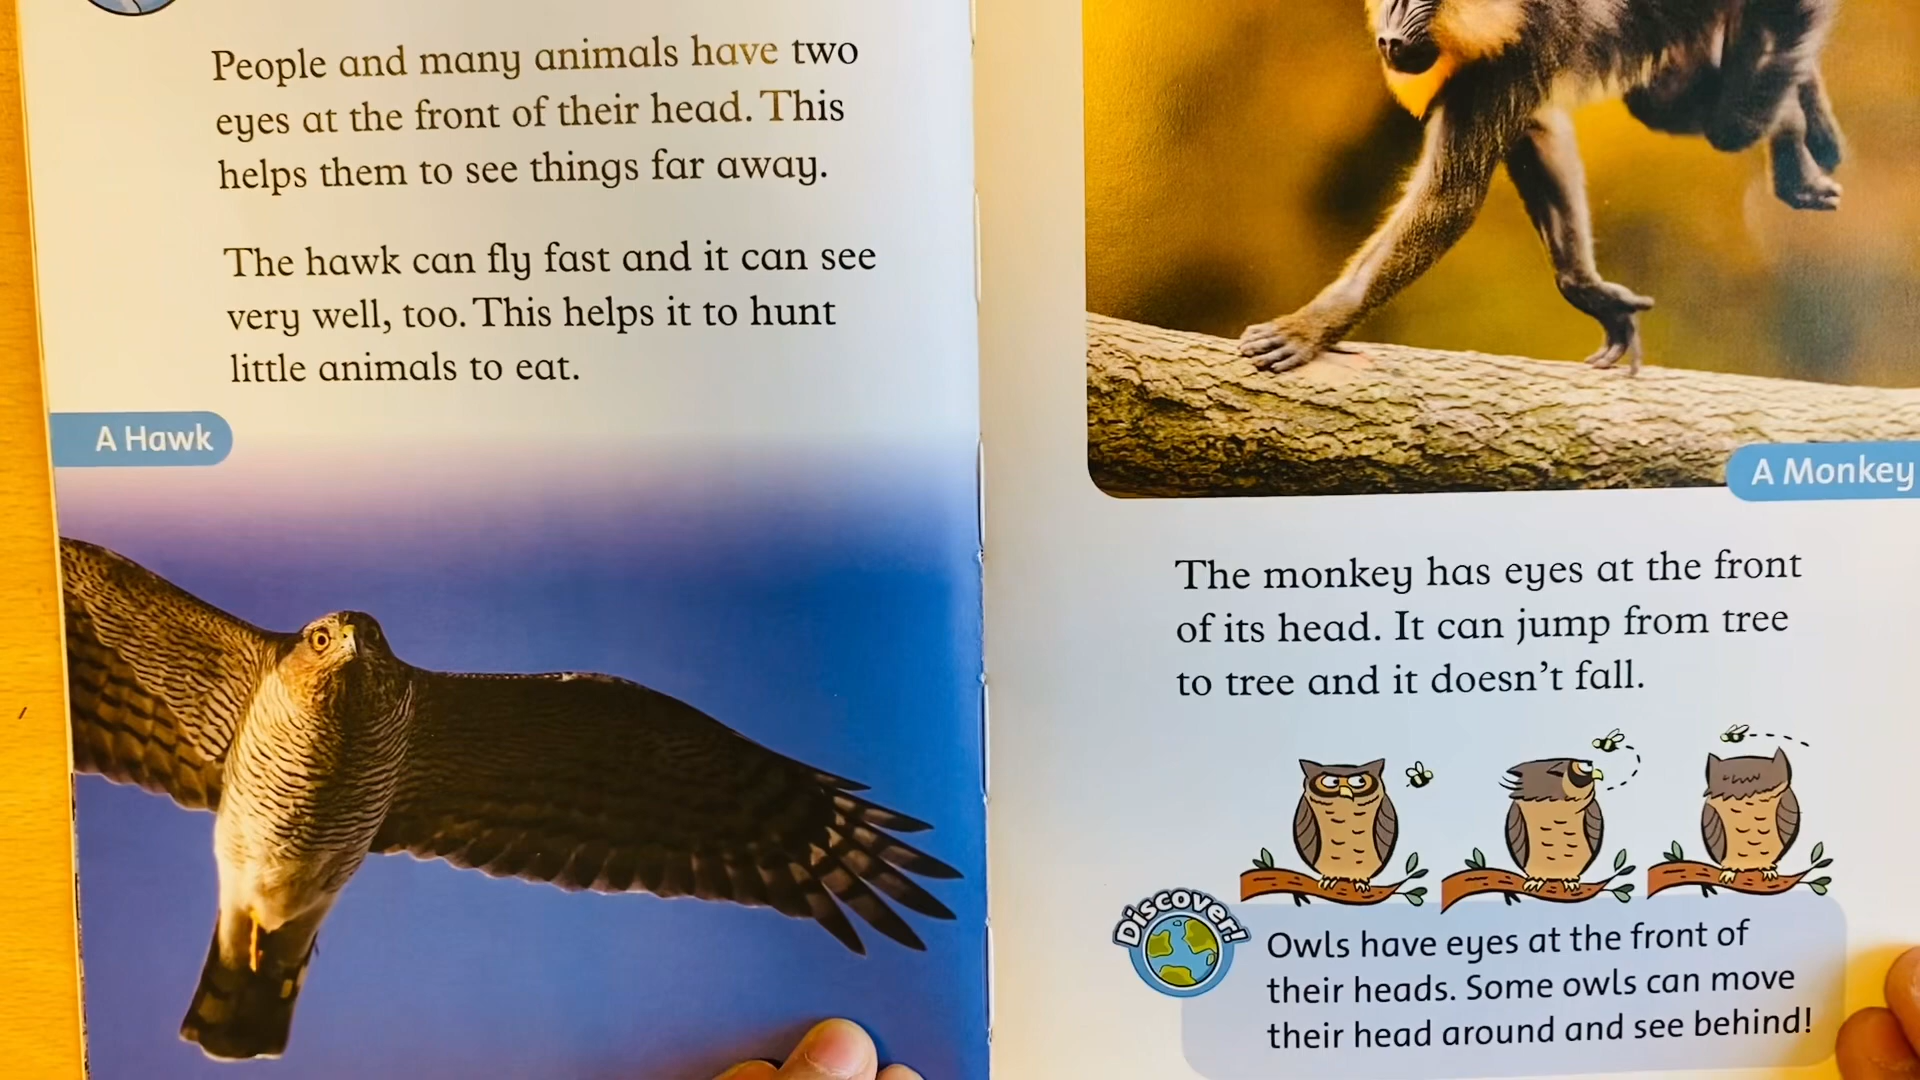 People and many animals have two
eyes at the front of their head. This
helps them to see things far away.
The hawk can fly fast and it can see
very well, too. This helps it to hunt
little animals to eat.
A Hawk
A Monkey
The monkey has eyes at the front
of its head. It can jump from tree
to tree and it doesn't fall.
Discover!
Owls have eyes at the front of
their heads. Some owls can move
their head around and see behind!